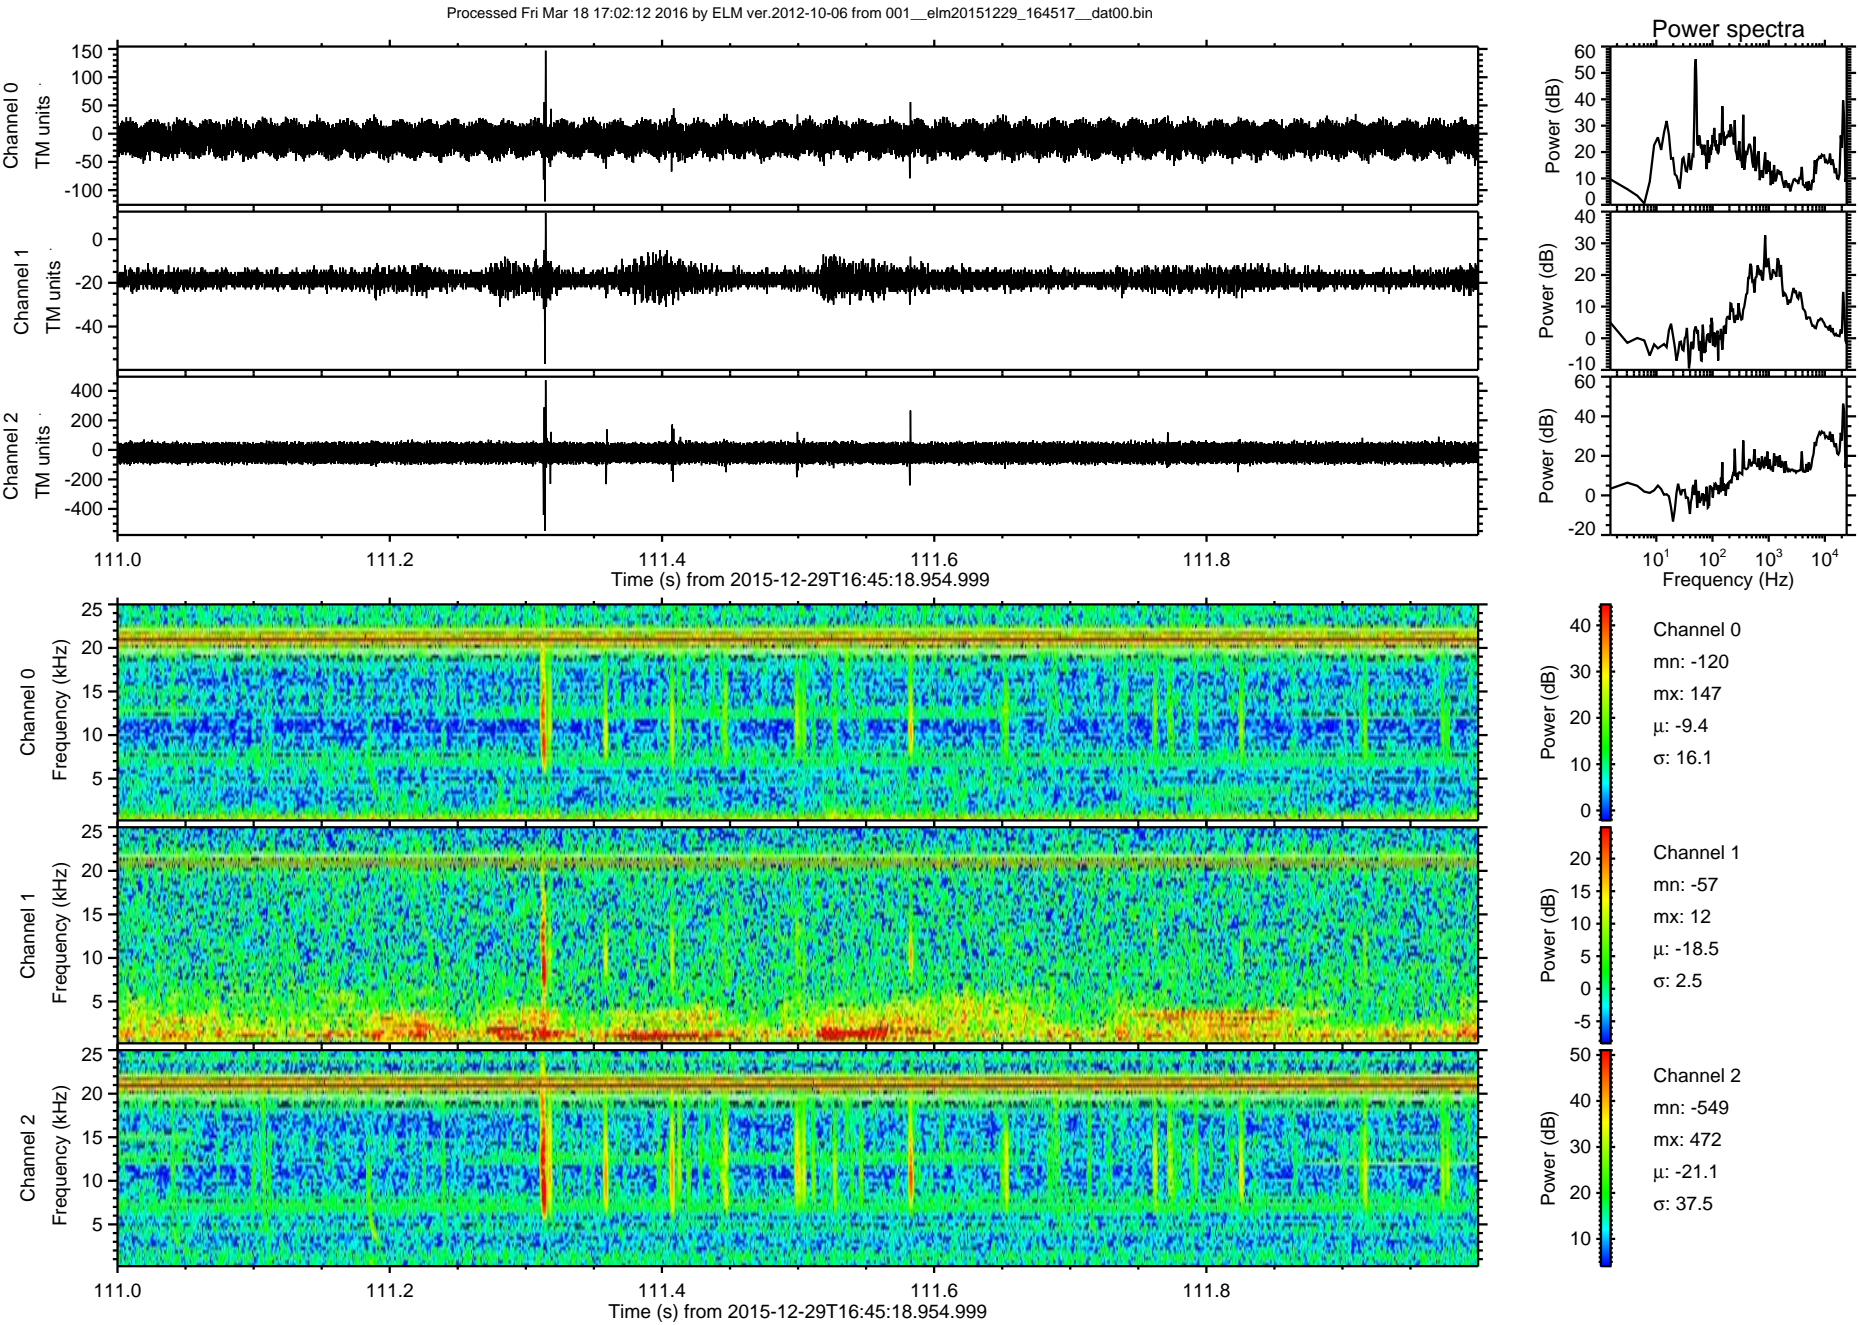 Processed Fri Mar 18 17:02:12 2016 by ELM ver.2012-10-06 from 001__elm20151229_164517__dat00.bin
Power spectra
Channel 0
TM units
150
100
50
0
-50
-100
Power (dB)
60
50
40
30
20
10
0
Channel 1
TM units
0
-20
-40
Power (dB)
40
30
20
10
0
-10
Channel 2
TM units
400
200
0
-200
-400
Power (dB)
60
40
20
0
-20
111.0 111.2 111.4 111.6 111.8
Time (s) from 2015-12-29T16:45:18.954.999
10¹ 10² 10³ 10⁴
Frequency (Hz)
Channel 0
Frequency (kHz)
25
20
15
10
5
Power (dB)
40
30
20
10
0
Channel 0
mn: -120
mx: 147
µ: -9.4
σ: 16.1
Channel 1
Frequency (kHz)
25
20
15
10
5
Power (dB)
20
15
10
5
0
-5
Channel 1
mn: -57
mx: 12
µ: -18.5
σ: 2.5
Channel 2
Frequency (kHz)
25
20
15
10
5
Power (dB)
50
40
30
20
10
Channel 2
mn: -549
mx: 472
µ: -21.1
σ: 37.5
111.0 111.2 111.4 111.6 111.8
Time (s) from 2015-12-29T16:45:18.954.999